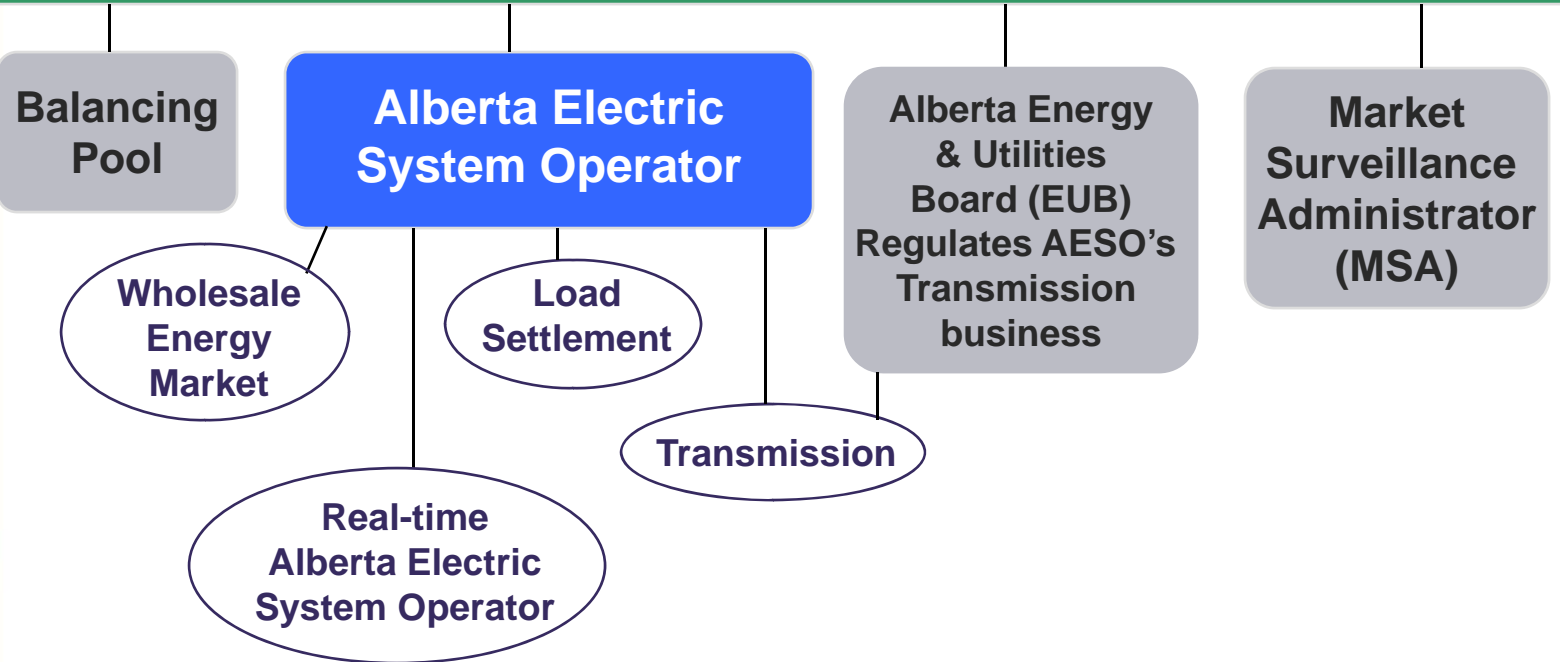 Balancing
Pool
Alberta Electric
System Operator
Alberta Energy
& Utilities
Board (EUB)
Regulates AESO’s
Transmission
business
Market
Surveillance
Administrator
(MSA)
Wholesale
Energy
Market
Load
Settlement
Transmission
Real-time
Alberta Electric
System Operator